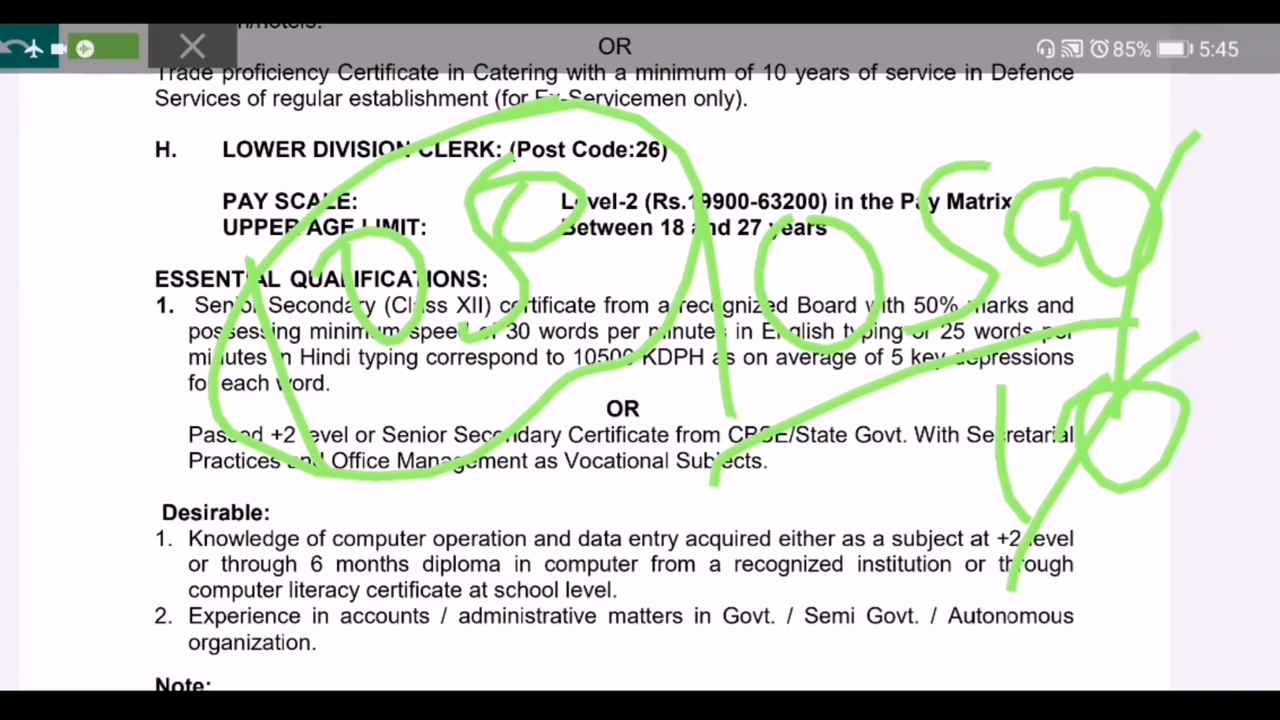 OR
85% 5:45
Trade proficiency Certificate in Catering with a minimum of 10 years of service in Defence
Services of regular establishment (for Ex-Servicemen only).
H. LOWER DIVISION CLERK: (Post Code:26)
PAY SCALE: Level-2 (Rs.19900-63200) in the Pay Matrix
UPPER AGE LIMIT: Between 18 and 27 years
ESSENTIAL QUALIFICATIONS:
1. Senior Secondary (Class XII) certificate from a recognized Board with 50% marks and
possessing minimum speed of 30 words per minutes in English typing or 25 words per
minutes in Hindi typing correspond to 10500 KDPH as on average of 5 key depressions
for each word.
OR
Passed +2 level or Senior Secondary Certificate from CBSE/State Govt. With Secretarial
Practices and Office Management as Vocational Subjects.
Desirable:
1. Knowledge of computer operation and data entry acquired either as a subject at +2 level
or through 6 months diploma in computer from a recognized institution or through
computer literacy certificate at school level.
2. Experience in accounts / administrative matters in Govt. / Semi Govt. / Autonomous
organization.
Note: